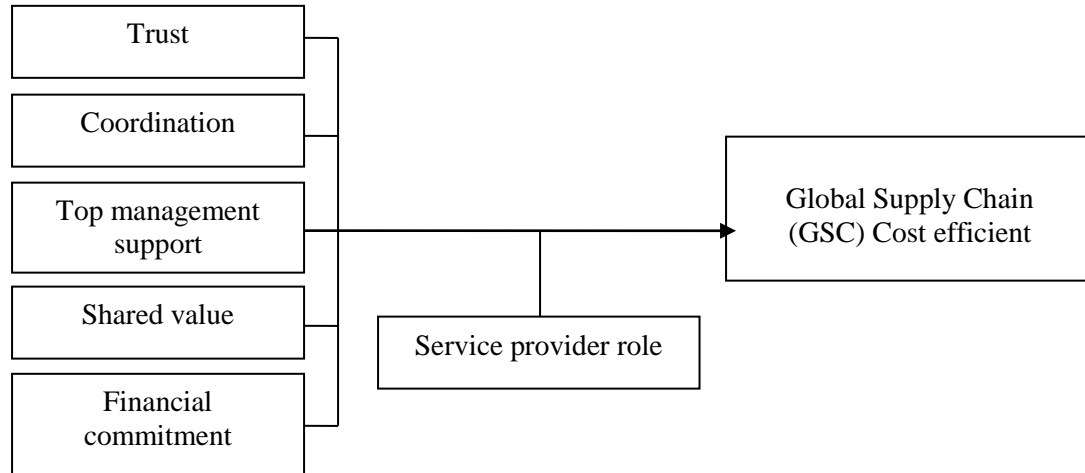 Trust
Coordination
Top management
support
Shared value
Financial
commitment
Service provider role
Global Supply Chain
(GSC) Cost efficient